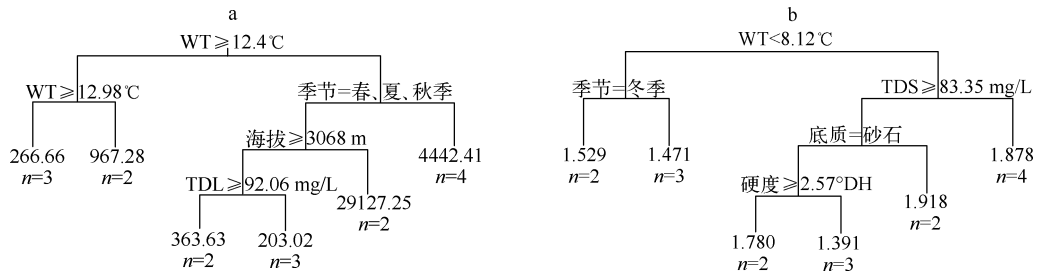 a
WT⩾12.4℃
WT⩾12.98℃
季节=春、夏、秋季
266.66
n=3
967.28
n=2
海拔⩾3068 m
4442.41
n=4
TDL⩾92.06 mg/L
29127.25
n=2
363.63
n=2
203.02
n=3
b
WT<8.12℃
季节=冬季
TDS⩾83.35 mg/L
1.529
n=2
1.471
n=3
底质=砂石
1.878
n=4
硬度⩾2.57°DH
1.918
n=2
1.780
n=2
1.391
n=3